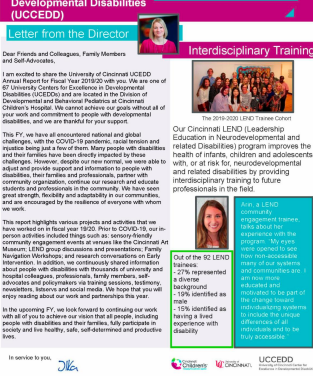 Developmental Disabilities
(UCCEDD)
Letter from the Director
Dear Friends and Colleagues, Family Members
and Self-Advocates,
I am excited to share the University of Cincinnati UCEDD
Annual Report for Fiscal Year 2019/20 with you. We are one of
67 University Centers for Excellence in Developmental
Disabilities (UCEDDs) and are located in the Division of
Developmental and Behavioral Pediatrics at Cincinnati
Children's Hospital. We cannot achieve our goals without all of
your work and commitment to people with developmental
disabilities, and we are thankful for your support.
This FY, we have all encountered national and global
challenges, with the COVID-19 pandemic, racial tension and
injustice being just a few of them. Many people with disabilities
and their families have been directly impacted by these
challenges. However, despite our new normal, we were able to
adjust and provide support and information to people with
disabilities, their families and professionals, partner with
community organization, continue our research and educate
students and professionals in the community. We have seen
great strength, flexibility and adaptability in our communities,
and are encouraged by the resilience of everyone with whom
we work.
This report highlights various projects and activities that we
have worked on in fiscal year 19/20. Prior to COVID-19, our in-
person activities included things such as: sensory-friendly
community engagement events at venues like the Cincinnati Art
Museum; LEND group discussions and presentations; Family
Navigation Workshops; and research conversations on Early
Intervention. In addition, we continuously shared information
about people with disabilities with thousands of university and
hospital colleagues, professionals, family members, self-
advocates and policymakers via training sessions, testimony,
newsletters, listservs and social media. We hope that you will
enjoy reading about our work and partnerships this year.
In the upcoming FY, we look forward to continuing our work
with all of you to achieve our vision that all people, including
people with disabilities and their families, fully participate in
society and live healthy, safe, self-determined and productive
lives.
In service to you,
Interdisciplinary Training
The 2019-2020 LEND Trainee Cohort
Our Cincinnati LEND (Leadership
Education in Neurodevelopmental and
related Disabilities) program improves the
health of infants, children and adolescents
with, or at risk for, neurodevelopmental
and related disabilities by providing
interdisciplinary training to future
professionals in the field.
Out of the 92 LEND
trainees:
- 27% represented
a diverse
background
- 19% identified as
male
- 15% identified as
having a lived
experience with
disability
Ann, a LEND
community
engagement trainee,
talks about her
experience with the
program. "My eyes
were opened to see
how non-accessible
many of our systems
and communities are. I
am now more
educated and
motivated to be part of
the change toward
individualizing systems
to include the unique
differences of all
individuals and to be
truly accessible."
Cincinnati
Children's
University of
CINCINNATI
UCCEDD
University of Cincinnati Center for
Excellence in Developmental Disabilities